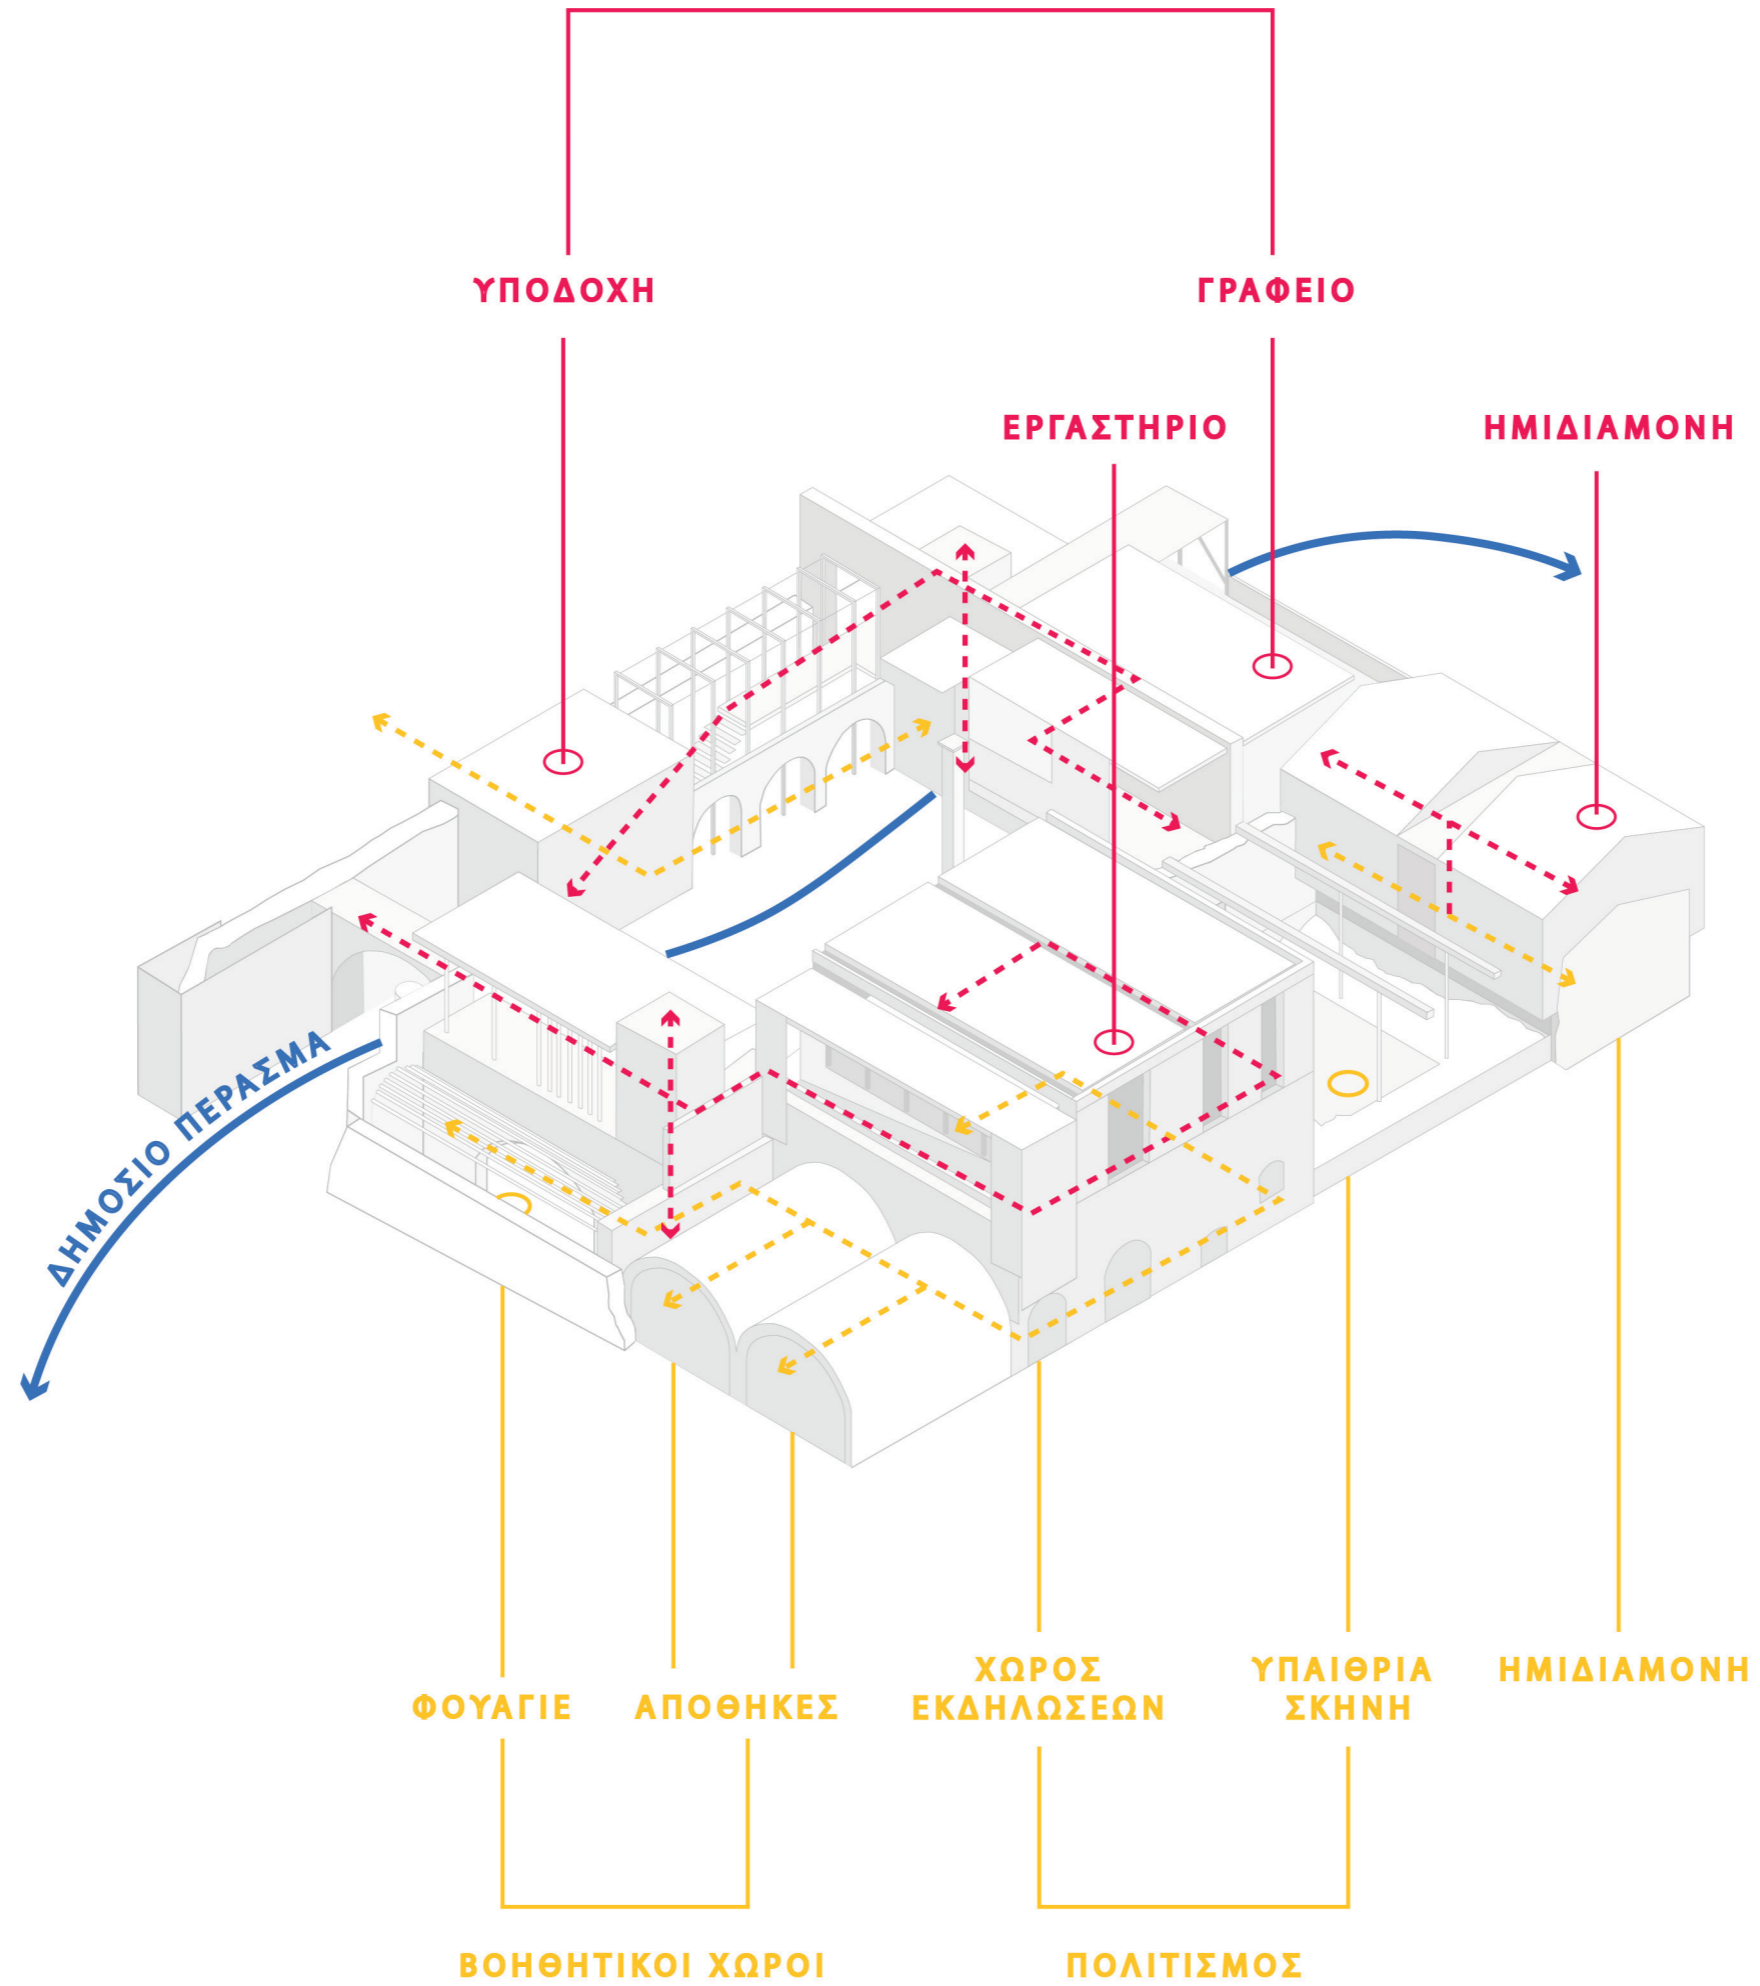 ΥΠΟΔΟΧΗ
ΓΡΑΦΕΙΟ
ΕΡΓΑΣΤΗΡΙΟ
ΗΜΙΔΙΑΜΟΝΗ
ΔΗΜΟΣΙΟ ΠΕΡΑΣΜΑ
ΦΟΥΑΓΙΕ
ΑΠΟΘΗΚΕΣ
ΧΩΡΟΣ
ΕΚΔΗΛΩΣΕΩΝ
ΥΠΑΙΘΡΙΑ
ΣΚΗΝΗ
ΗΜΙΔΙΑΜΟΝΗ
ΒΟΗΘΗΤΙΚΟΙ ΧΩΡΟΙ
ΠΟΛΙΤΙΣΜΟΣ